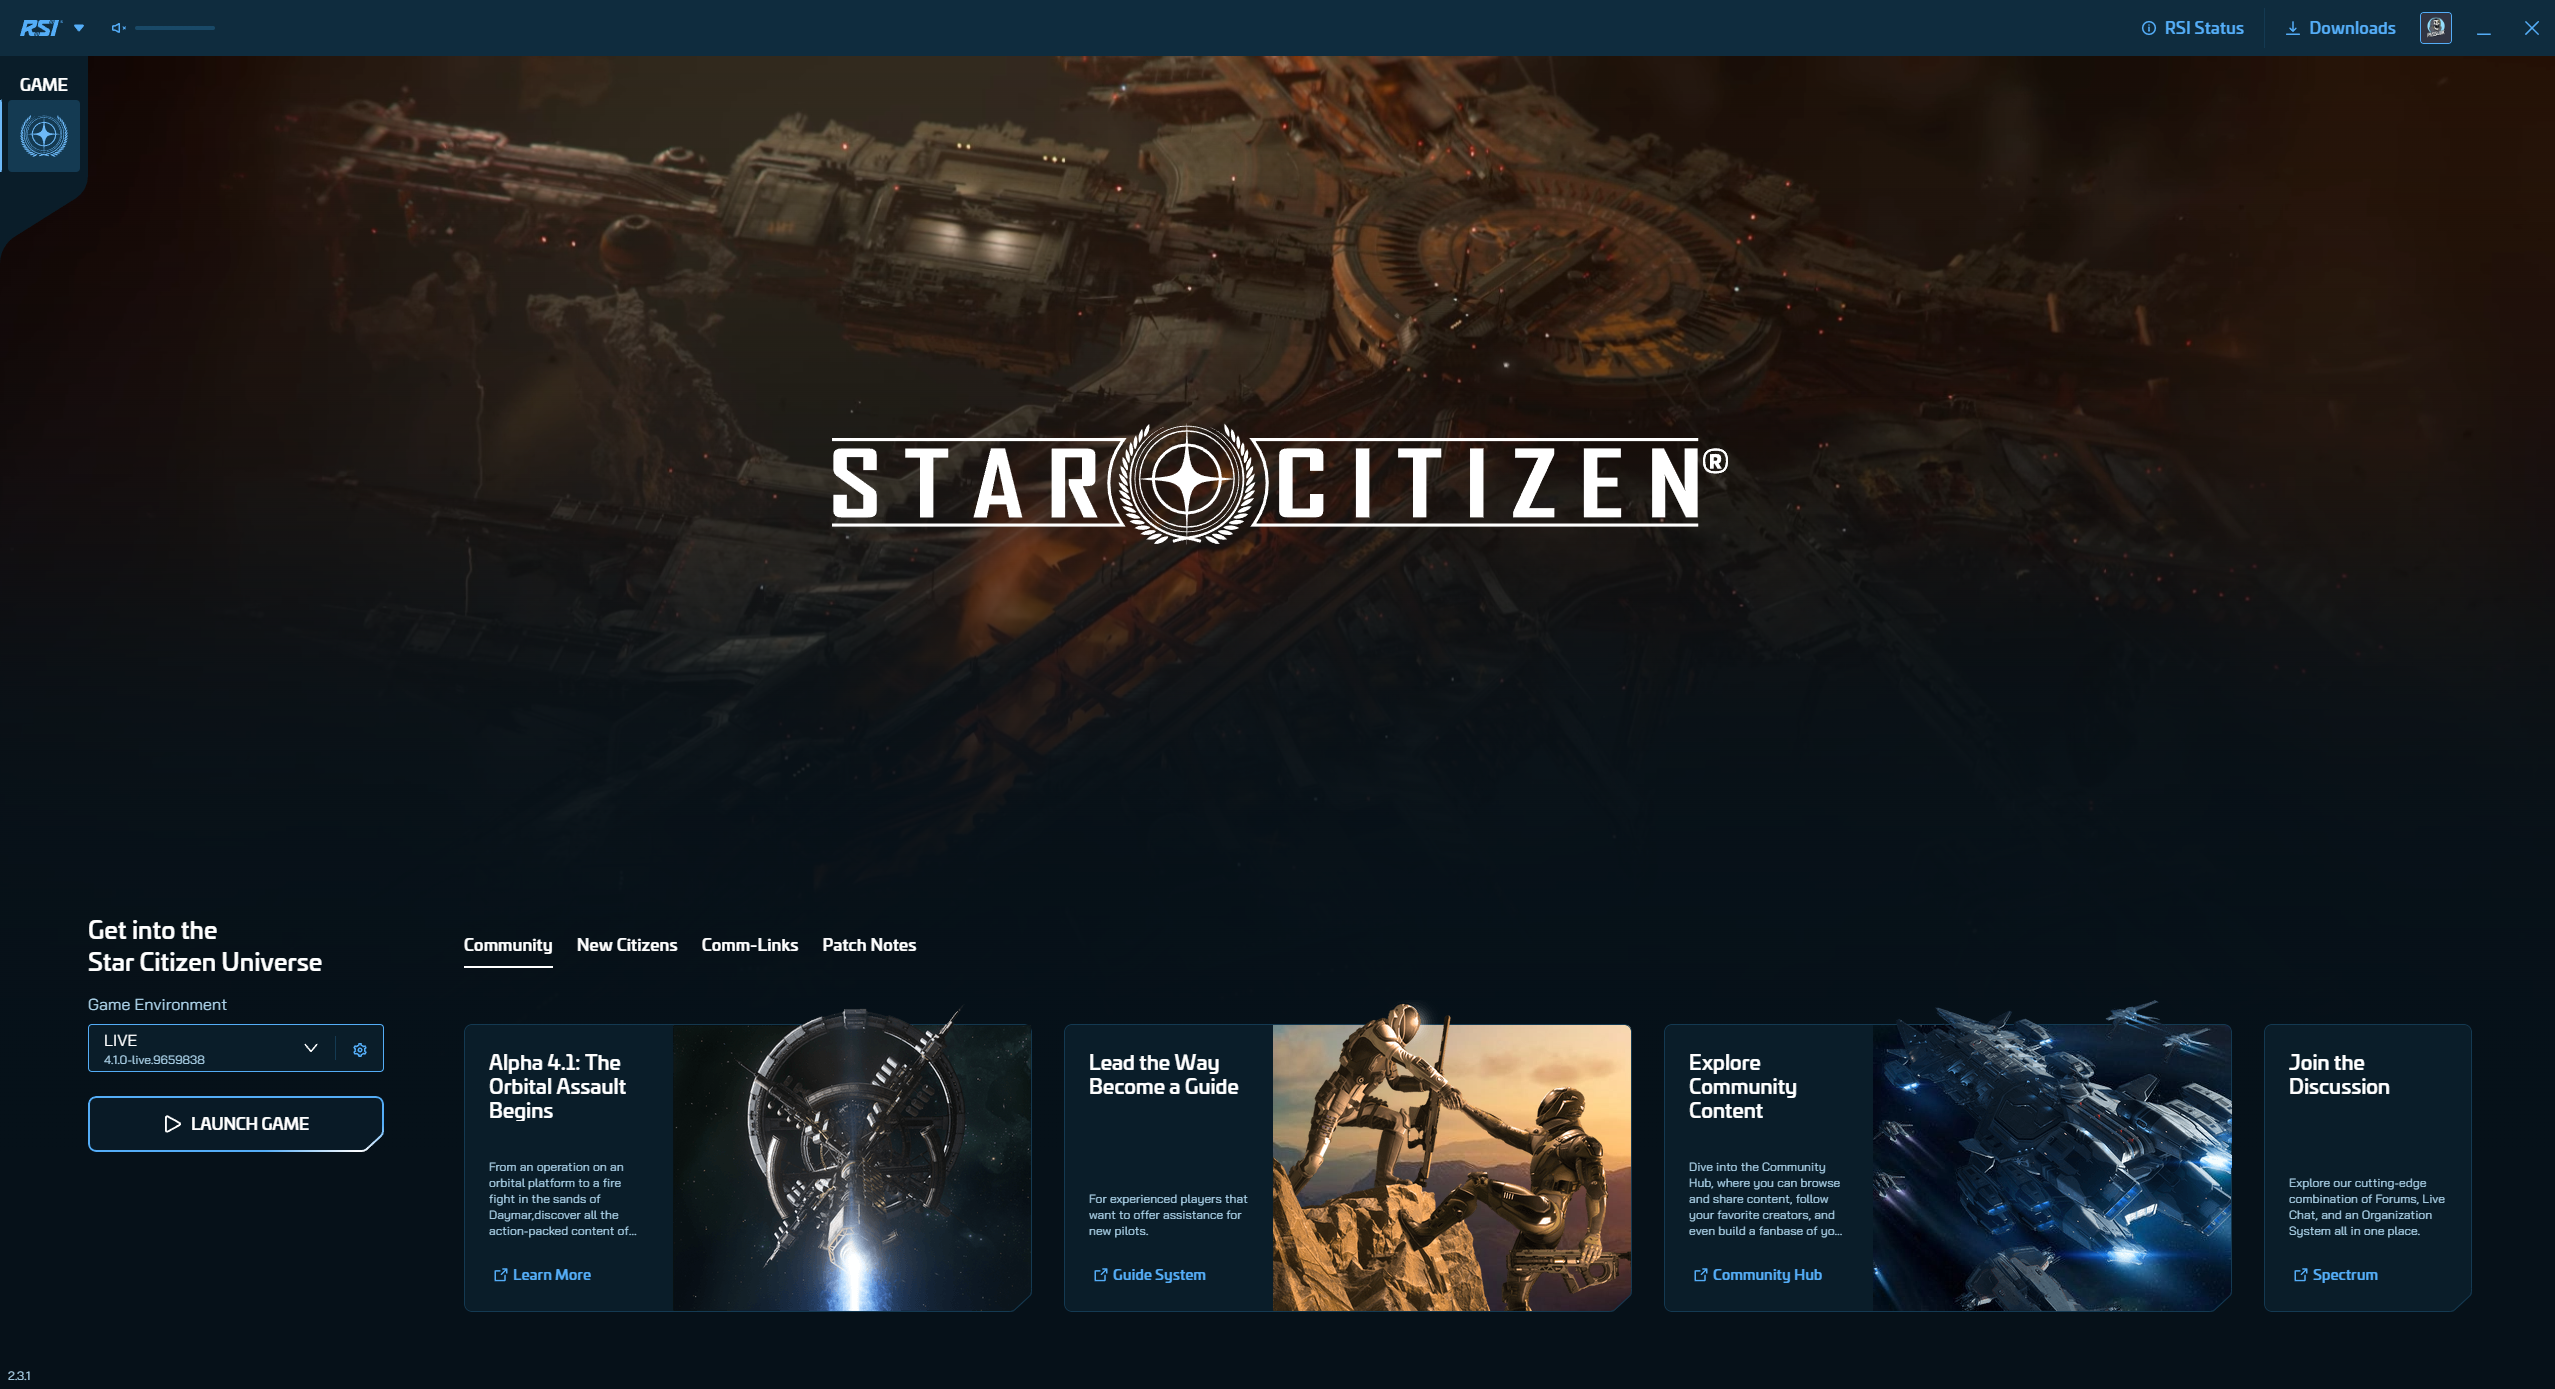 RSI
RSI Status
Downloads
GAME
STAR CITIZEN®
Get into the
Star Citizen Universe
Game Environment
LIVE
4.1.0-live.9659838
LAUNCH GAME
Community
New Citizens
Comm-Links
Patch Notes
Alpha 4.1: The
Orbital Assault
Begins
From an operation on an
orbital platform to a fire
fight in the sands of
Daymar,discover all the
action-packed content of...
Learn More
Lead the Way
Become a Guide
For experienced players that
want to offer assistance for
new pilots.
Guide System
Explore
Community
Content
Dive into the Community
Hub, where you can browse
and share content, follow
your favorite creators, and
even build a fanbase of yo...
Community Hub
Join the
Discussion
Explore our cutting-edge
combination of Forums, Live
Chat, and an Organization
System all in one place.
Spectrum
2.3.1